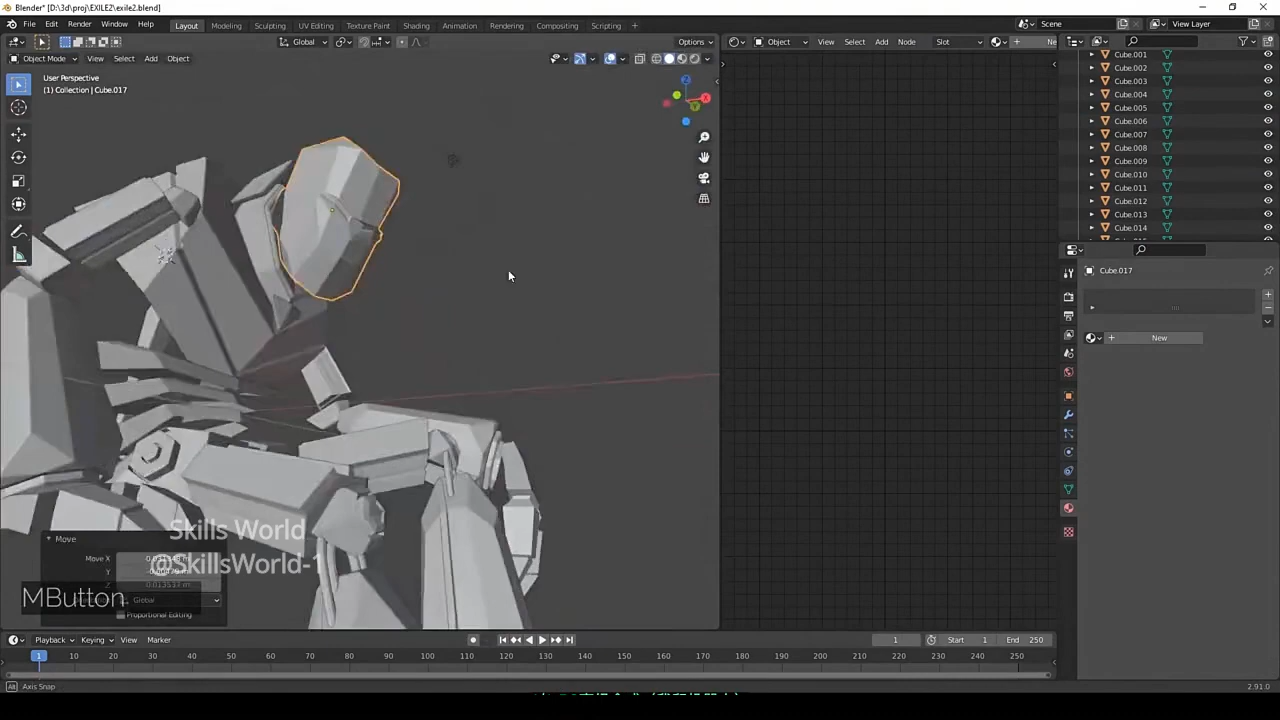 Blender* [D:\3d\proj\EXILE2\exile2.blend]
File Edit Render Window Help Layout Modeling Sculpting UV Editing Texture Paint Shading Animation Rendering Compositing Scripting Scene View Layer
Global Options Object View Select Add Node Slot Ne
Object Mode View Select Add Object
User Perspective
(1) Collection | Cube.017
Cube.001
Cube.002
Cube.003
Cube.004
Cube.005
Cube.006
Cube.007
Cube.008
Cube.009
Cube.010
Cube.011
Cube.012
Cube.013
Cube.014
Cube.017
New
Skills World
@SkillsWorld-1
Move
Move X
Y
Global
Proportional Editing
MButton
Playback Keying View Marker 1 Start 1 End 250
1 10 20 30 40 50 60 70 80 90 100 110 120 130 140 150 160 170 180 190 200 210 220 230 240 250
Axis Snap 2.91.0